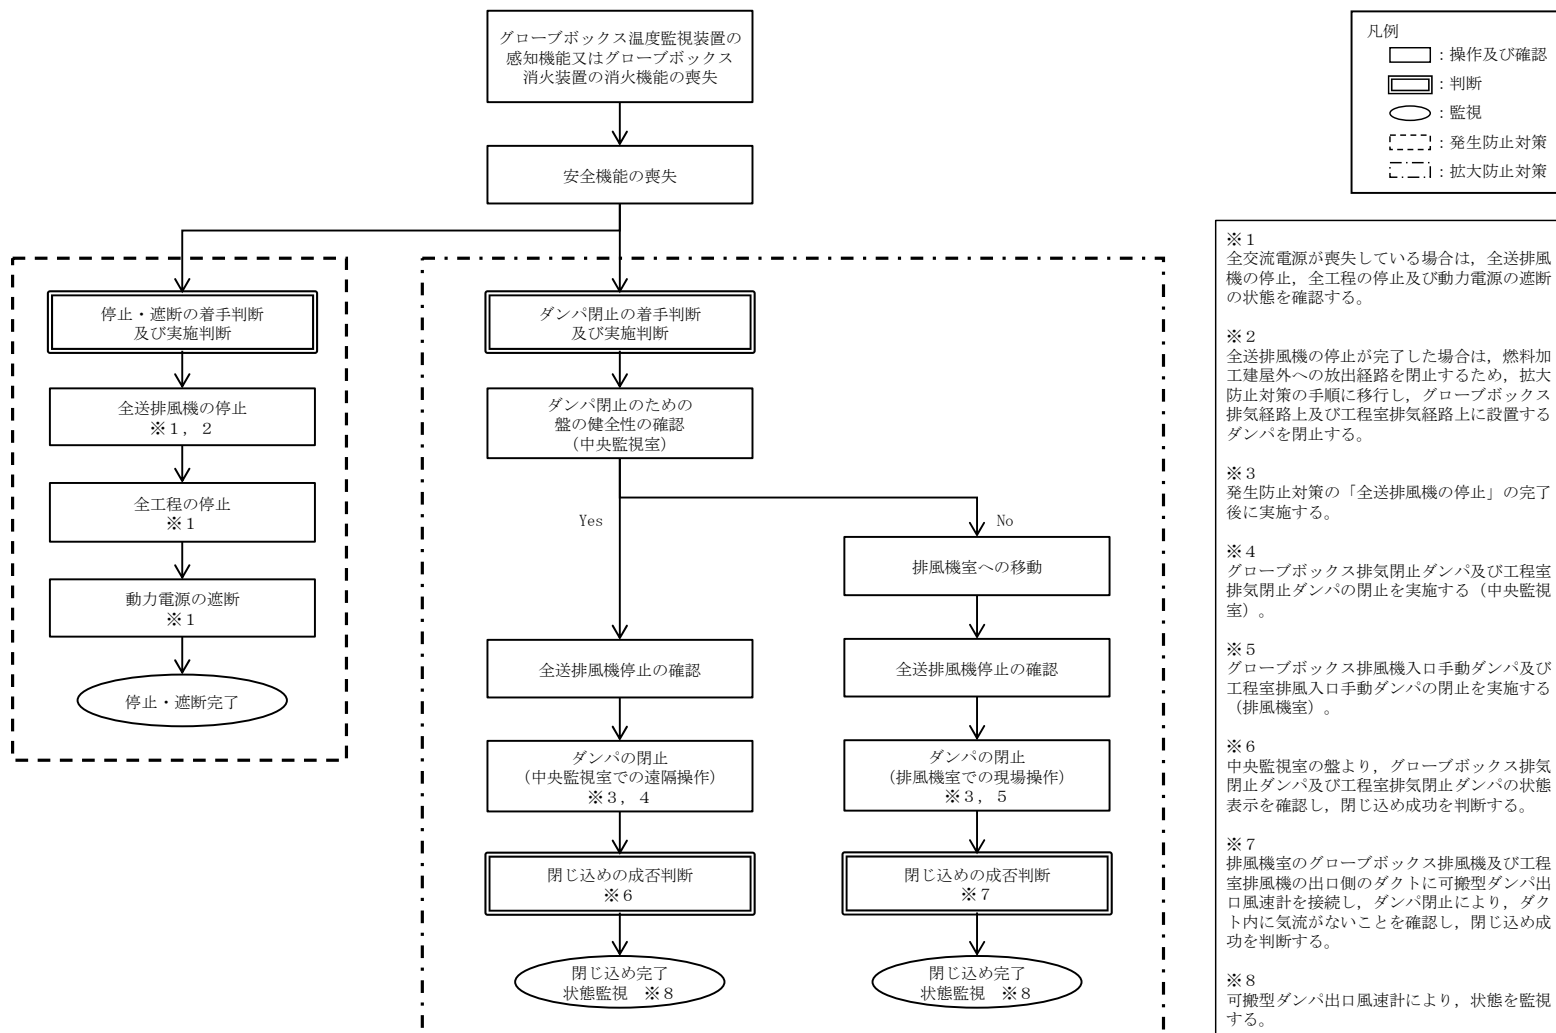 グローブボックス温度監視装置の
感知機能又はグローブボックス
消火装置の消火機能の喪失
安全機能の喪失
停止・遮断の着手判断
及び実施判断
全送排風機の停止
※１，２
全工程の停止
※１
動力電源の遮断
※１
停止・遮断完了
ダンパ閉止の着手判断
及び実施判断
ダンパ閉止のための
盤の健全性の確認
（中央監視室）
Yes
No
排風機室への移動
全送排風機停止の確認
全送排風機停止の確認
ダンパの閉止
（中央監視室での遠隔操作）
※３，４
ダンパの閉止
（排風機室での現場操作）
※３，５
閉じ込めの成否判断
※６
閉じ込めの成否判断
※７
閉じ込め完了
状態監視　※８
閉じ込め完了
状態監視　※８
凡例
：操作及び確認
：判断
：監視
：発生防止対策
：拡大防止対策
※１
全交流電源が喪失している場合は，全送排風
機の停止，全工程の停止及び動力電源の遮断
の状態を確認する。
※２
全送排風機の停止が完了した場合は，燃料加
工建屋外への放出経路を閉止するため，拡大
防止対策の手順に移行し，グローブボックス
排気経路上及び工程室排気経路上に設置する
ダンパを閉止する。
※３
発生防止対策の「全送排風機の停止」の完了
後に実施する。
※４
グローブボックス排気閉止ダンパ及び工程室
排気閉止ダンパの閉止を実施する（中央監視
室）。
※５
グローブボックス排風機入口手動ダンパ及び
工程室排風入口手動ダンパの閉止を実施する
（排風機室）。
※６
中央監視室の盤より，グローブボックス排気
閉止ダンパ及び工程室排気閉止ダンパの状態
表示を確認し，閉じ込め成功を判断する。
※７
排風機室のグローブボックス排風機及び工程
室排風機の出口側のダクトに可搬型ダンパ出
口風速計を接続し，ダンパ閉止により，ダク
ト内に気流がないことを確認し，閉じ込め成
功を判断する。
※８
可搬型ダンパ出口風速計により，状態を監視
する。